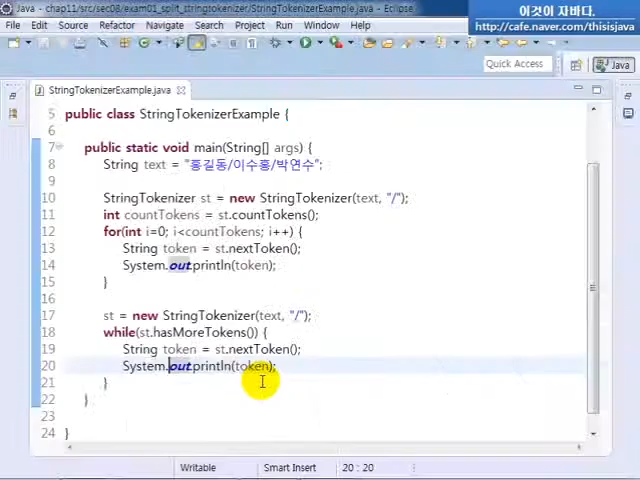 Java - chap11/src/sec08/exam01_split_stringtokenizer/StringTokenizerExample.java - Eclipse
이것이 자바다.
http://cafe.naver.com/thisisjava
File Edit Source Refactor Navigate Search Project Run Window Help
Quick Access
Java
StringTokenizerExample.java
5 public class StringTokenizerExample {
6
7 public static void main(String[] args) {
8 String text = "홍길동/이수홍/박연수";
9
10 StringTokenizer st = new StringTokenizer(text, "/");
11 int countTokens = st.countTokens();
12 for(int i=0; i<countTokens; i++) {
13 String token = st.nextToken();
14 System.out.println(token);
15 }
16
17 st = new StringTokenizer(text, "/");
18 while(st.hasMoreTokens()) {
19 String token = st.nextToken();
20 System.out.println(token);
21 }
22 }
23
24 }
Writable Smart Insert 20 : 20